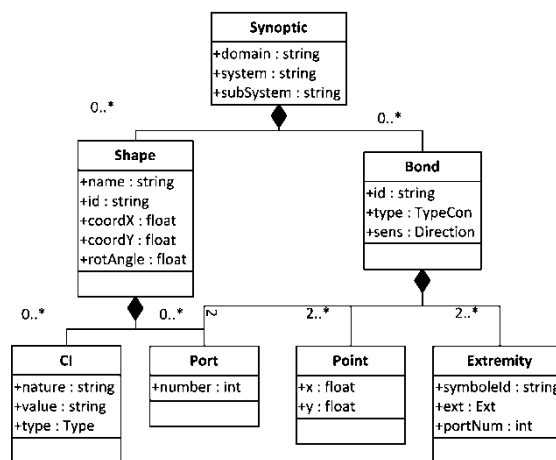 Synoptic
+domain : string
+system : string
+subSystem : string
0..*
0..*
Shape
+name : string
+id : string
+coordX : float
+coordY : float
+rotAngle : float
Bond
+id : string
+type : TypeCon
+sens : Direction
0..*
0..*
2
2..*
2..*
CI
+nature : string
+value : string
+type : Type
Port
+number : int
Point
+x : float
+y : float
Extremity
+symboleId : string
+ext : Ext
+portNum : int